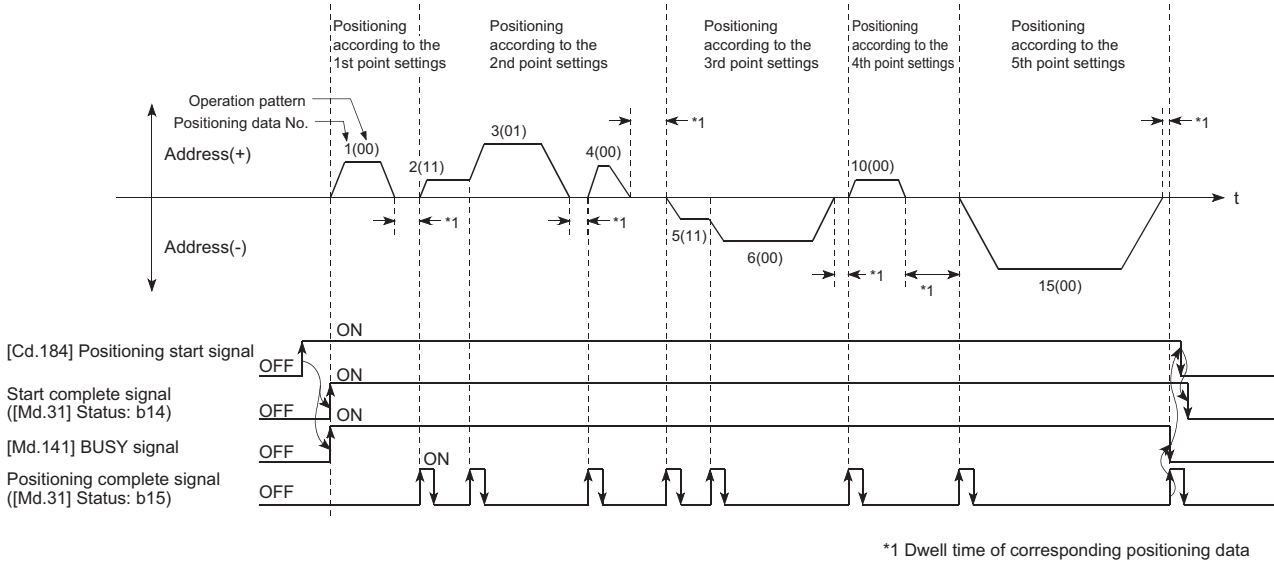 Positioning
according to the
1st point settings
Positioning
according to the
2nd point settings
Positioning
according to the
3rd point settings
Positioning
according to the
4th point settings
Positioning
according to the
5th point settings
Operation pattern
Positioning data No.
Address(+)
Address(-)
1(00)
2(11)
3(01)
4(00)
5(11)
6(00)
10(00)
15(00)
*1
*1
*1
*1
*1
*1
t
[Cd.184] Positioning start signal
OFF
ON
Start complete signal
([Md.31] Status: b14)
OFF
ON
[Md.141] BUSY signal
OFF
ON
Positioning complete signal
([Md.31] Status: b15)
OFF
ON
*1 Dwell time of corresponding positioning data